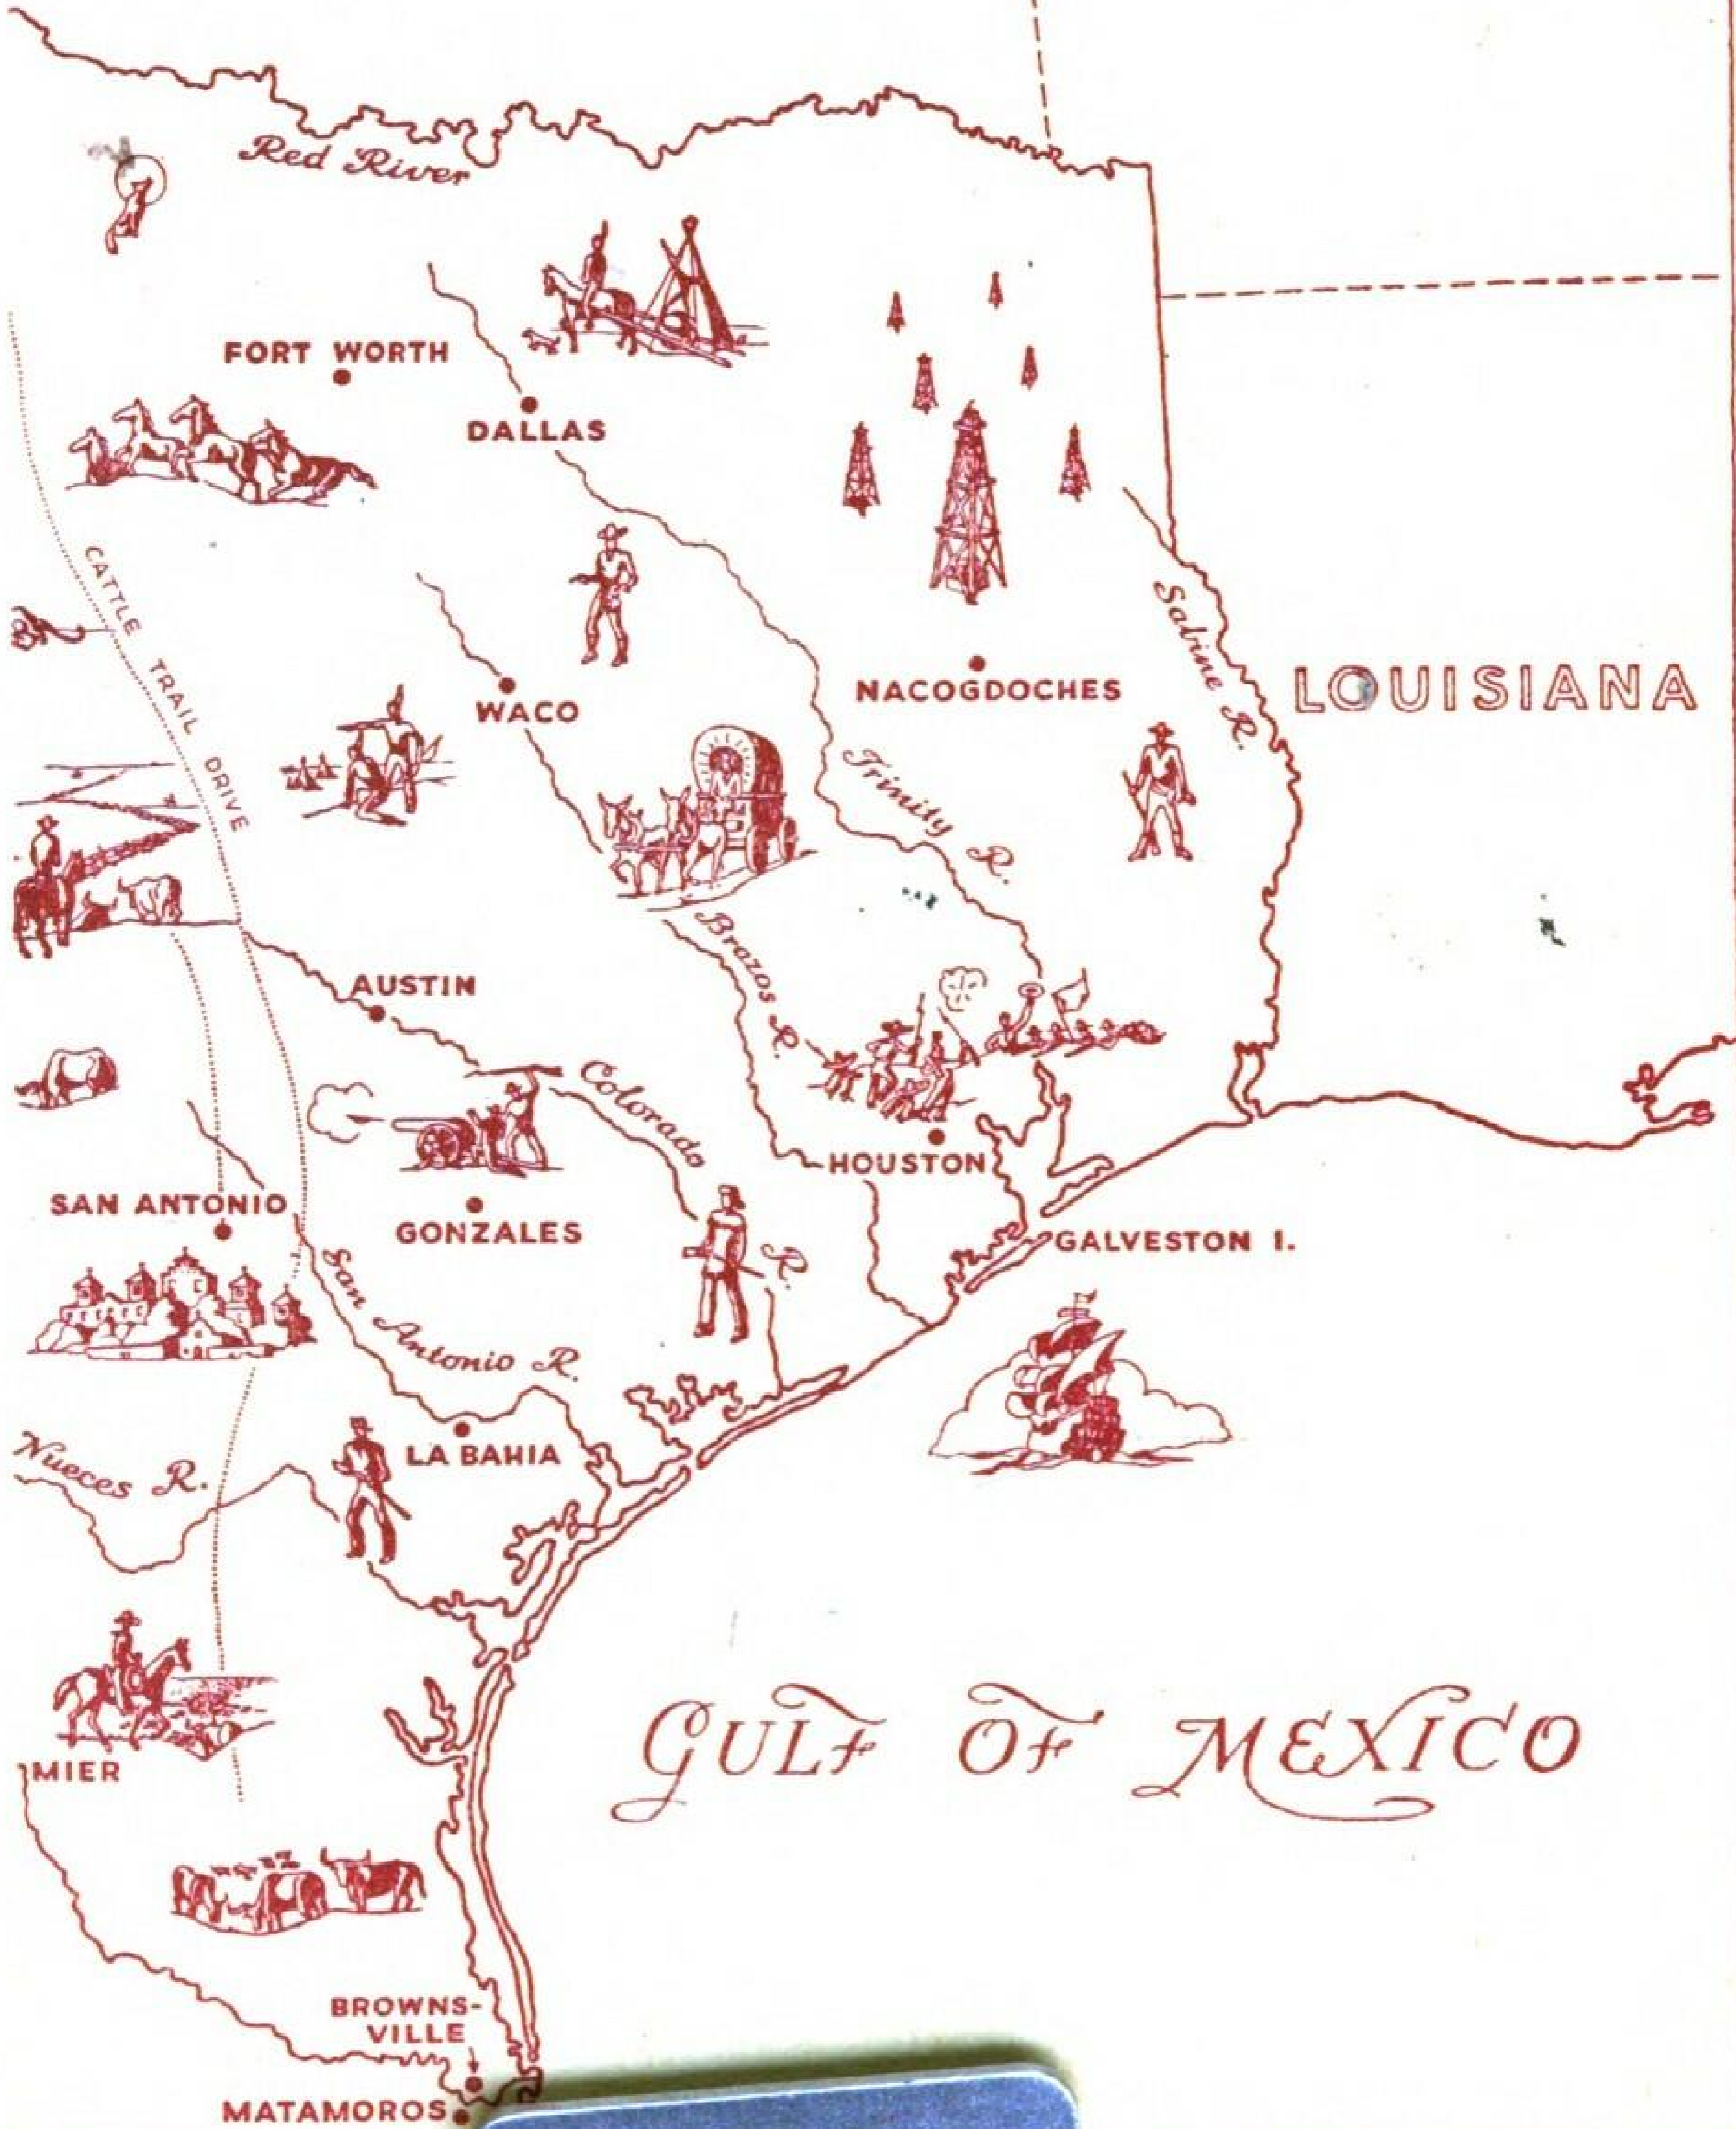 Red River
FORT WORTH
DALLAS
CATTLE TRAIL DRIVE
WACO
NACOGDOCHES
Sabine R.
LOUISIANA
Trinity R.
Brazos R.
AUSTIN
Colorado R.
HOUSTON
SAN ANTONIO
GONZALES
GALVESTON I.
San Antonio R.
LA BAHIA
Nueces R.
GULF OF MEXICO
MIER
BROWNS-
VILLE
MATAMOROS